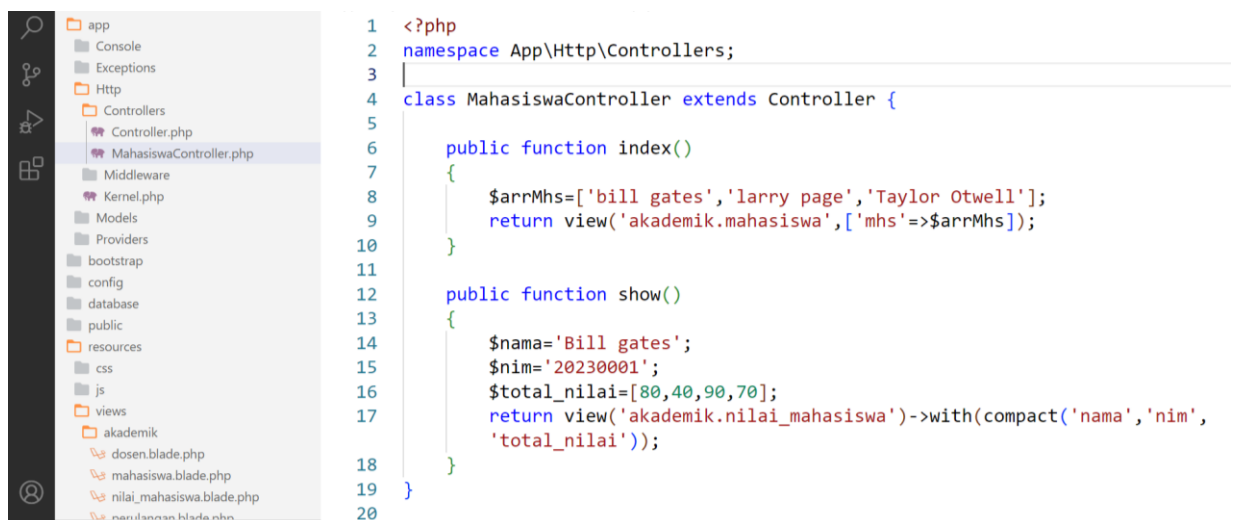 app
Console
Exceptions
Http
Controllers
Controller.php
MahasiswaController.php
Middleware
Kernel.php
Models
Providers
bootstrap
config
database
public
resources
css
js
views
akademik
dosen.blade.php
mahasiswa.blade.php
nilai_mahasiswa.blade.php
perulangan.blade.php
1 <?php
2 namespace App\Http\Controllers;
3
4 class MahasiswaController extends Controller {
5
6     public function index()
7     {
8         $arrMhs=['bill gates','larry page','Taylor Otwell'];
9         return view('akademik.mahasiswa',['mhs'=>$arrMhs]);
10     }
11
12     public function show()
13     {
14         $nama='Bill gates';
15         $nim='20230001';
16         $total_nilai=[80,40,90,70];
17         return view('akademik.nilai_mahasiswa')->with(compact('nama','nim',
'total_nilai'));
18     }
19 }
20